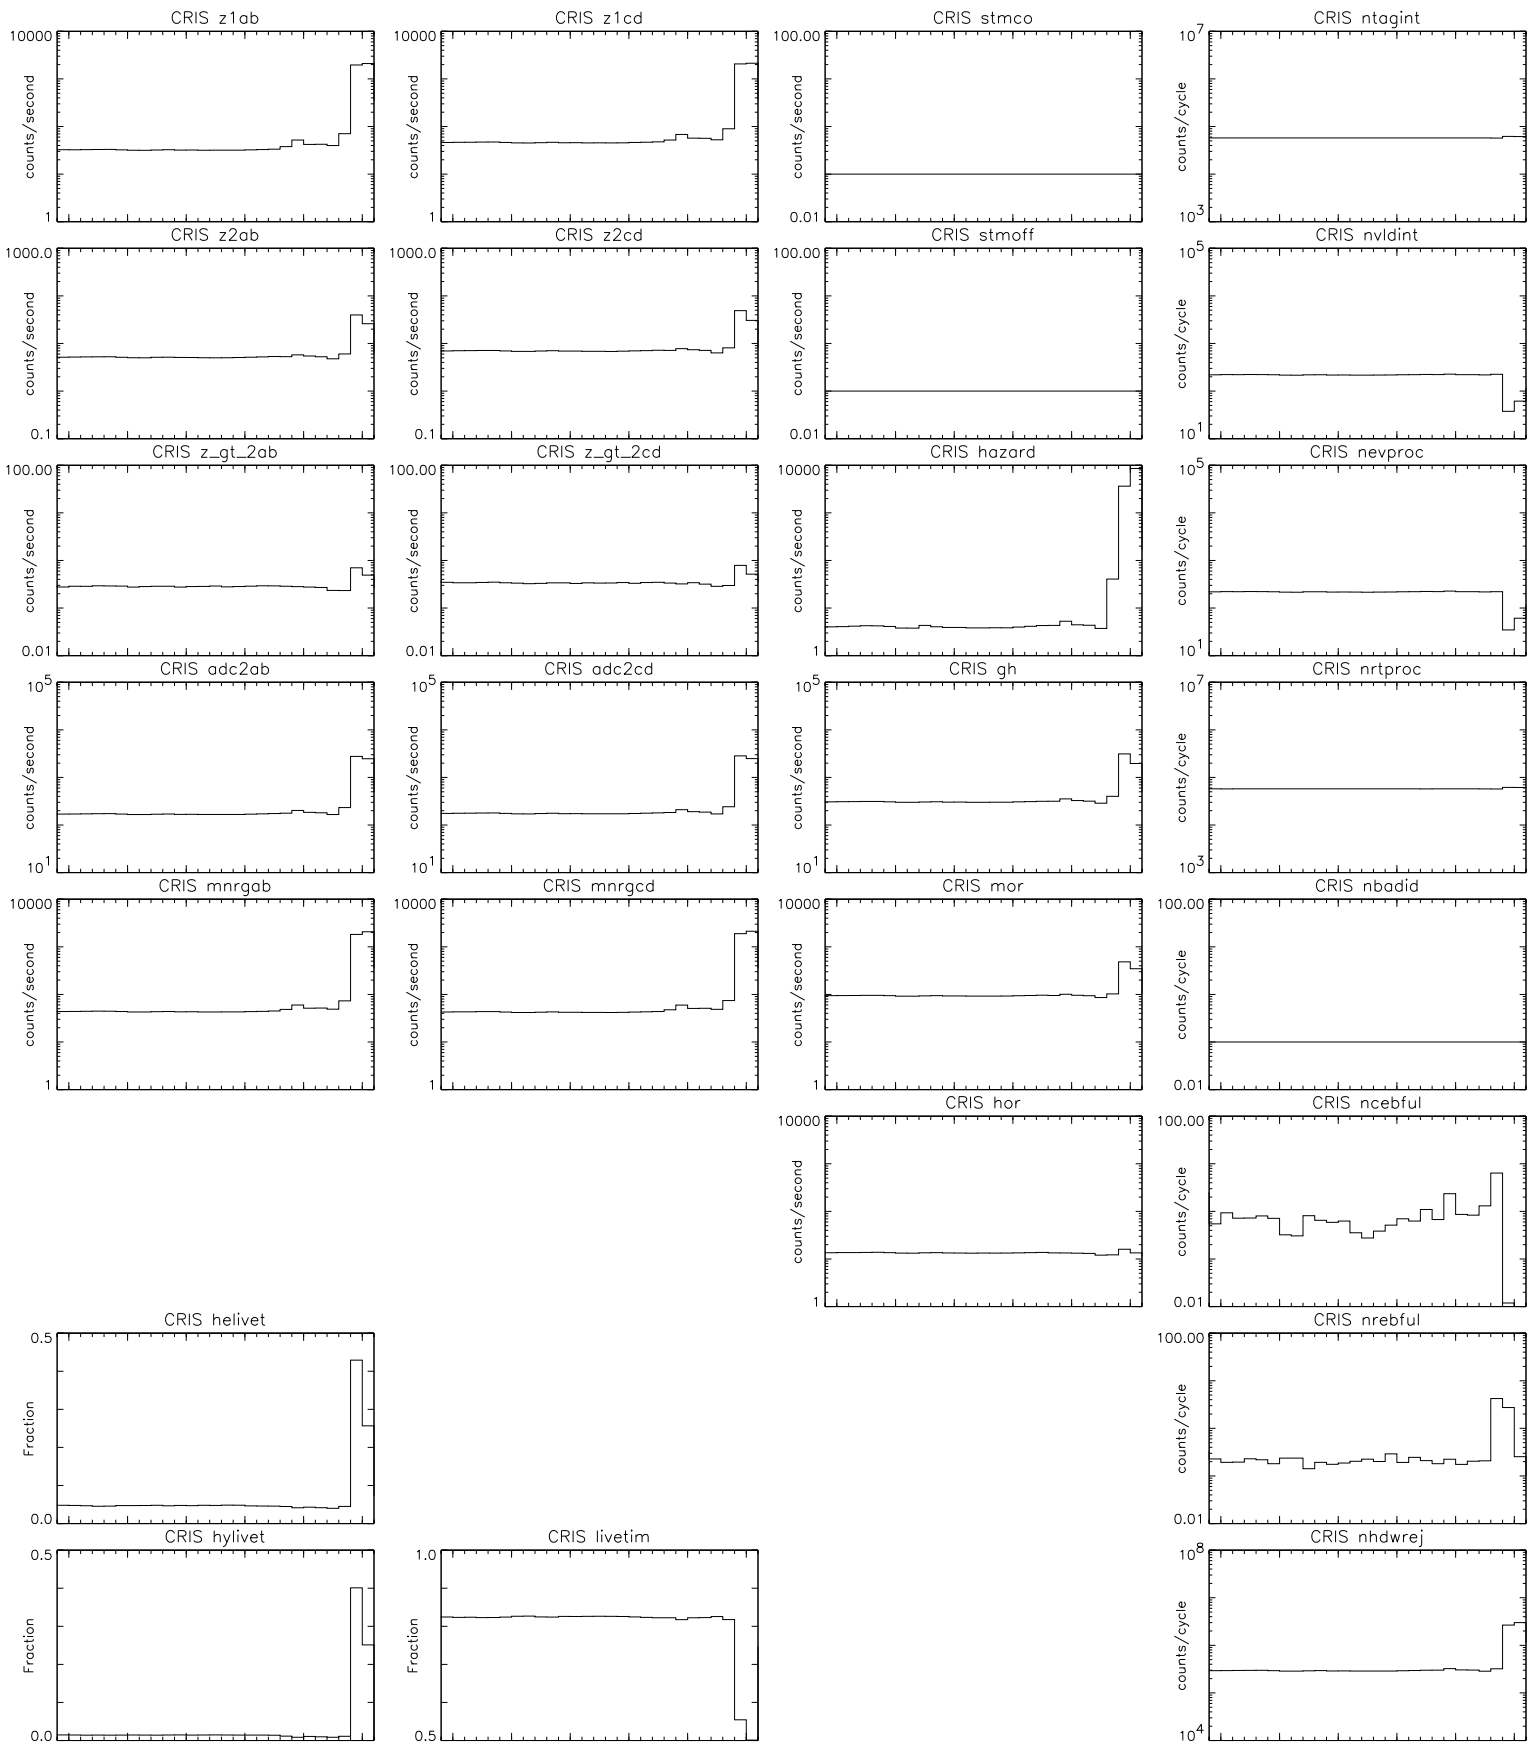 CRIS z1ab
10000
counts/second
1
CRIS z1cd
10000
counts/second
1
CRIS stmco
100.00
counts/second
0.01
CRIS ntagint
10^7
counts/cycle
10^3
CRIS z2ab
1000.0
counts/second
0.1
CRIS z2cd
1000.0
counts/second
0.1
CRIS stmoff
100.00
counts/second
0.01
CRIS nvldint
10^5
counts/cycle
10^1
CRIS z_gt_2ab
100.00
counts/second
0.01
CRIS z_gt_2cd
100.00
counts/second
0.01
CRIS hazard
10000
counts/second
1
CRIS nevproc
10^5
counts/cycle
10^1
CRIS adc2ab
10^5
counts/second
10^1
CRIS adc2cd
10^5
counts/second
10^1
CRIS gh
10^5
counts/second
10^1
CRIS nrtproc
10^7
counts/cycle
10^3
CRIS mnrgab
10000
counts/second
1
CRIS mnrgcd
10000
counts/second
1
CRIS mor
10000
counts/second
1
CRIS nbadid
100.00
counts/cycle
0.01
CRIS hor
10000
counts/second
1
CRIS ncebful
100.00
counts/cycle
0.01
CRIS helivet
0.5
Fraction
0.0
CRIS nrebful
100.00
counts/cycle
0.01
CRIS hylivet
0.5
Fraction
0.0
CRIS livetim
1.0
Fraction
0.5
CRIS nhdwrej
10^8
counts/cycle
10^4